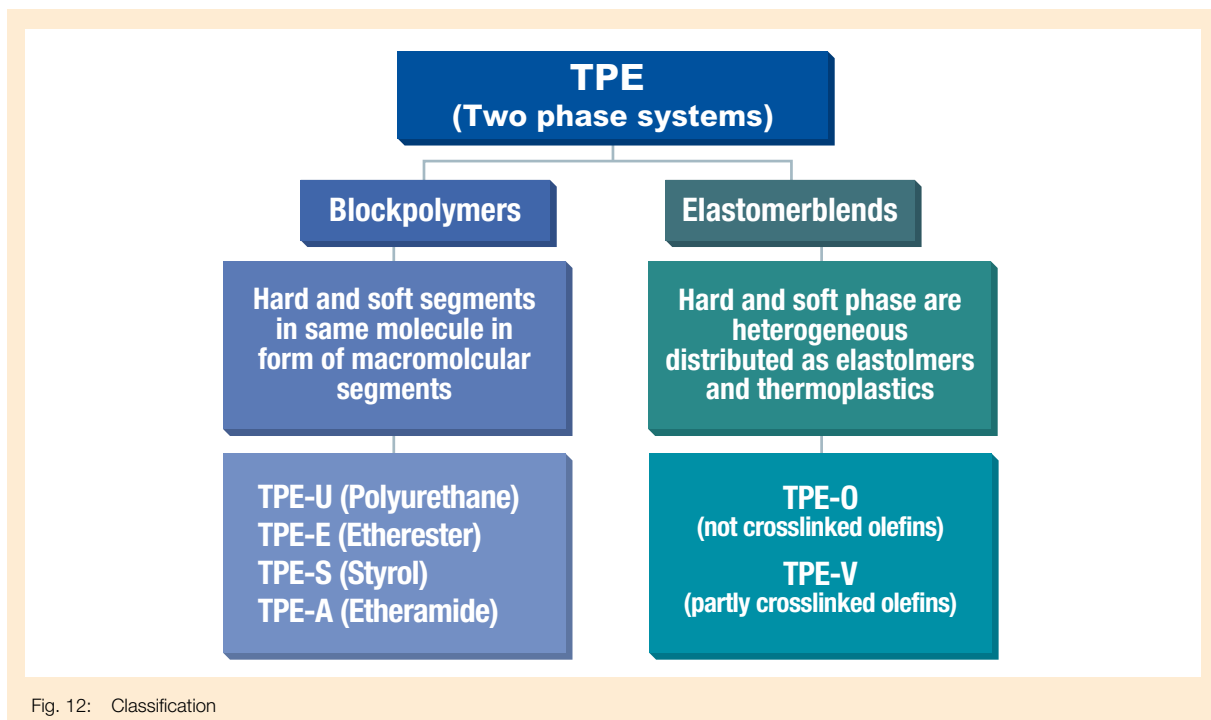 TPE
(Two phase systems)
Blockpolymers
Elastomerblends
Hard and soft segments
in same molecule in
form of macromolcular
segments
Hard and soft phase are
heterogeneous
distributed as elastolmers
and thermoplastics
TPE-U (Polyurethane)
TPE-E (Etherester)
TPE-S (Styrol)
TPE-A (Etheramide)
TPE-O
(not crosslinked olefins)
TPE-V
(partly crosslinked olefins)
Fig. 12: Classification